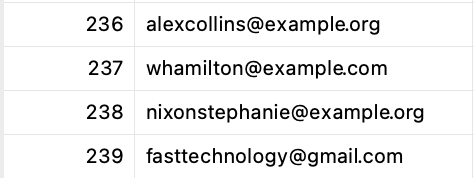 236 alexcollins@example.org
237 whamilton@example.com
238 nixonstephanie@example.org
239 fasttechnology@gmail.com